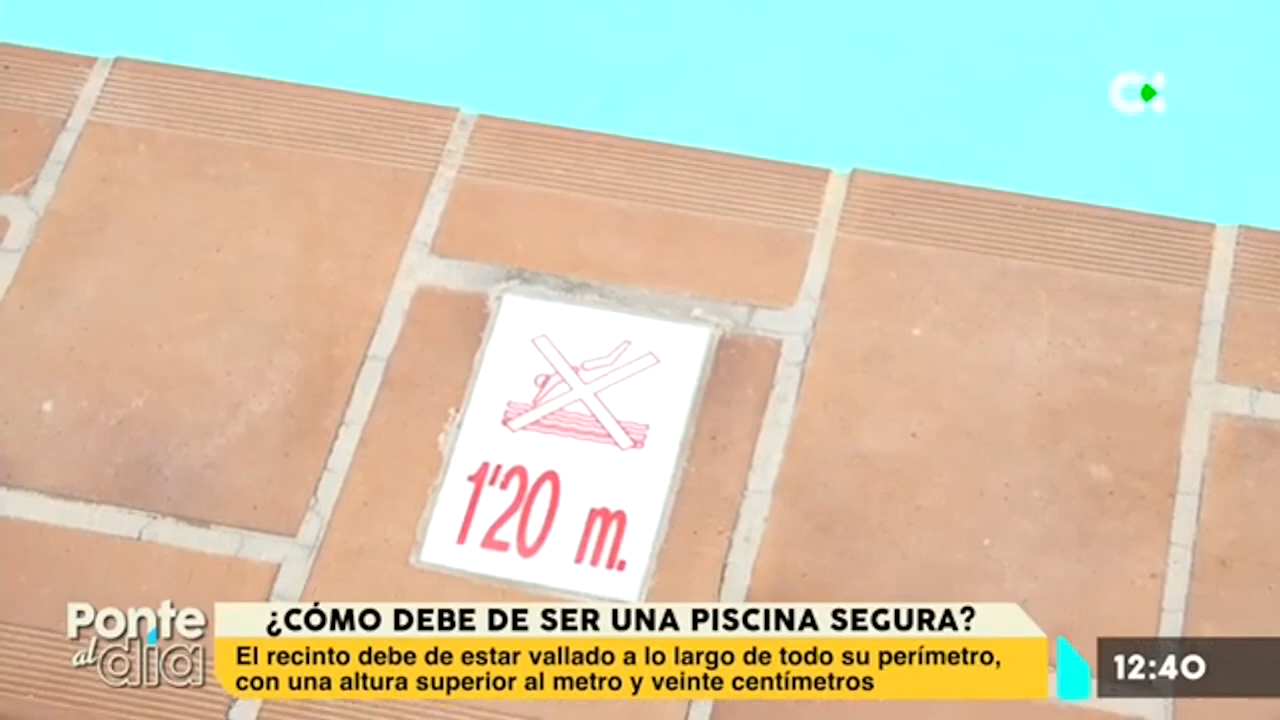 1'20 m.
Ponte
al día
¿CÓMO DEBE DE SER UNA PISCINA SEGURA?
El recinto debe de estar vallado a lo largo de todo su perímetro,
con una altura superior al metro y veinte centímetros
12:40